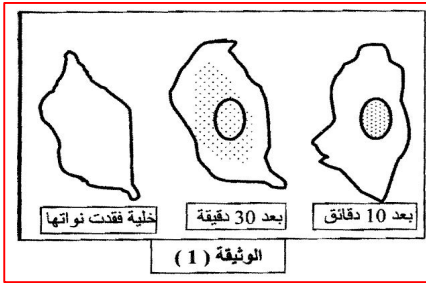 بعد 10 دقائق
بعد 30 دقيقة
خلية فقدت نواتها
الوثيقة ( 1 )